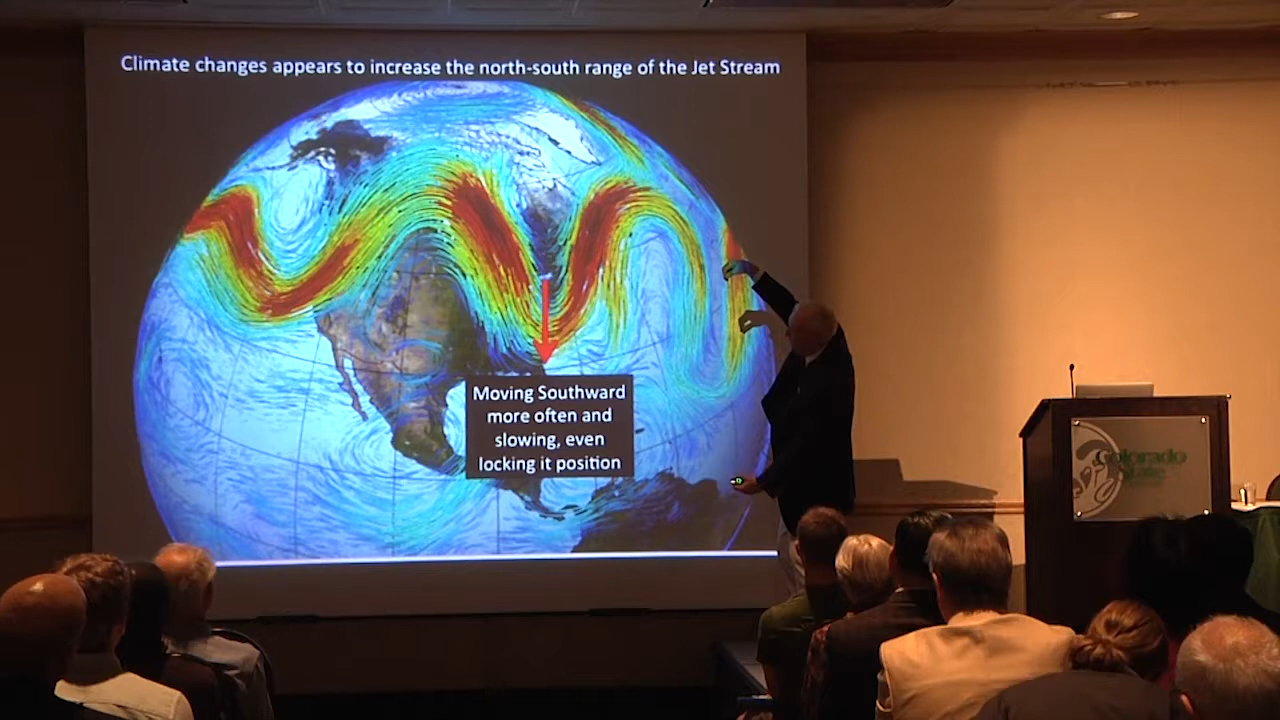 Climate changes appears to increase the north-south range of the Jet Stream
Moving Southward
more often and
slowing, even
locking it position
Colorado
State